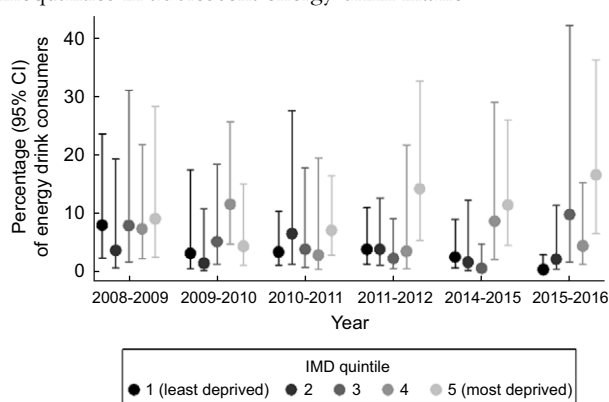 Percentage (95% CI)
of energy drink consumers
40
30
20
10
0
2008-2009 2009-2010 2010-2011 2011-2012 2014-2015 2015-2016
Year
IMD quintile
1 (least deprived) 2 3 4 5 (most deprived)